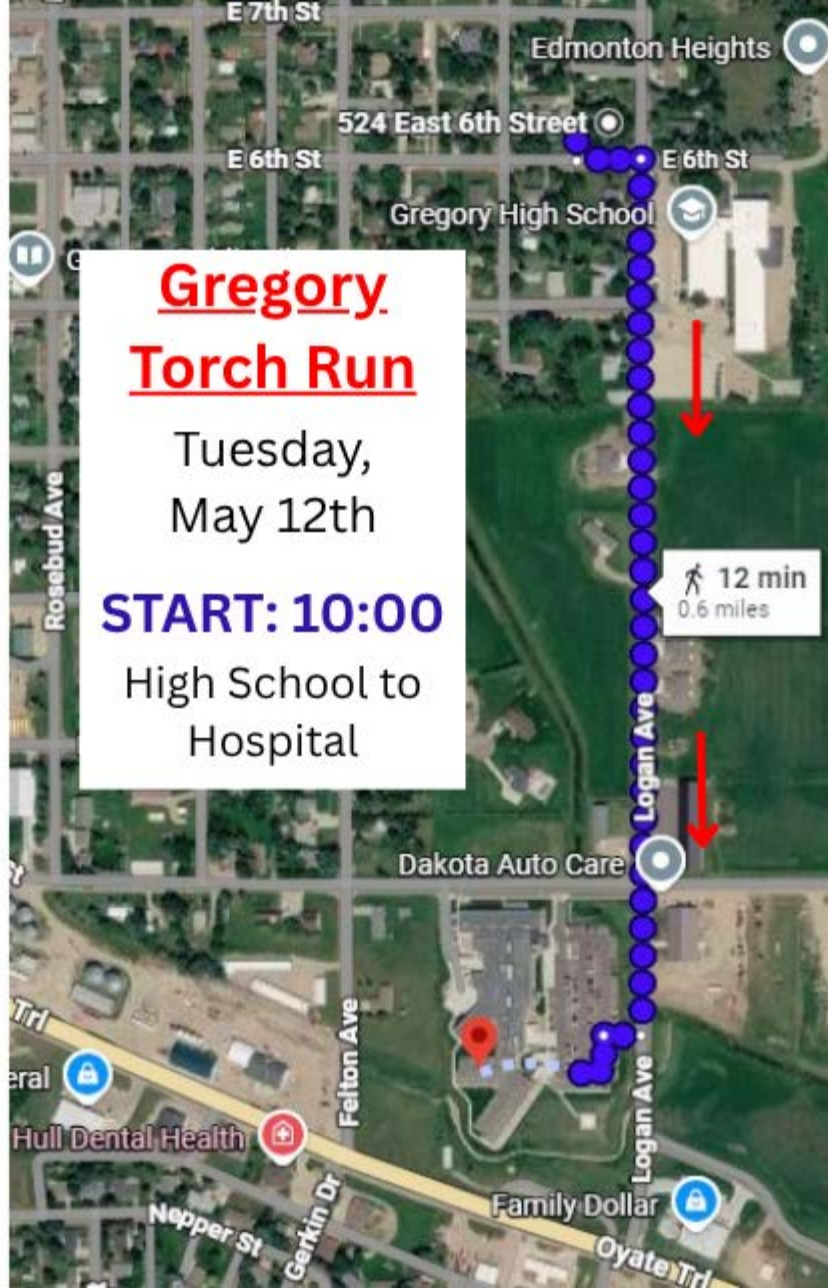 E 7th St
Edmonton Heights
524 East 6th Street
E 6th St
E 6th St
Gregory High School
G
Gregory
Torch Run
Tuesday,
May 12th
START: 10:00
High School to
Hospital
Rosebud Ave
12 min
0.6 miles
Logan Ave
Dakota Auto Care
Trl
eral
Felton Ave
Logan Ave
Hull Dental Health
Family Dollar
Nepper St
Gerkin Dr
Oyate Trl